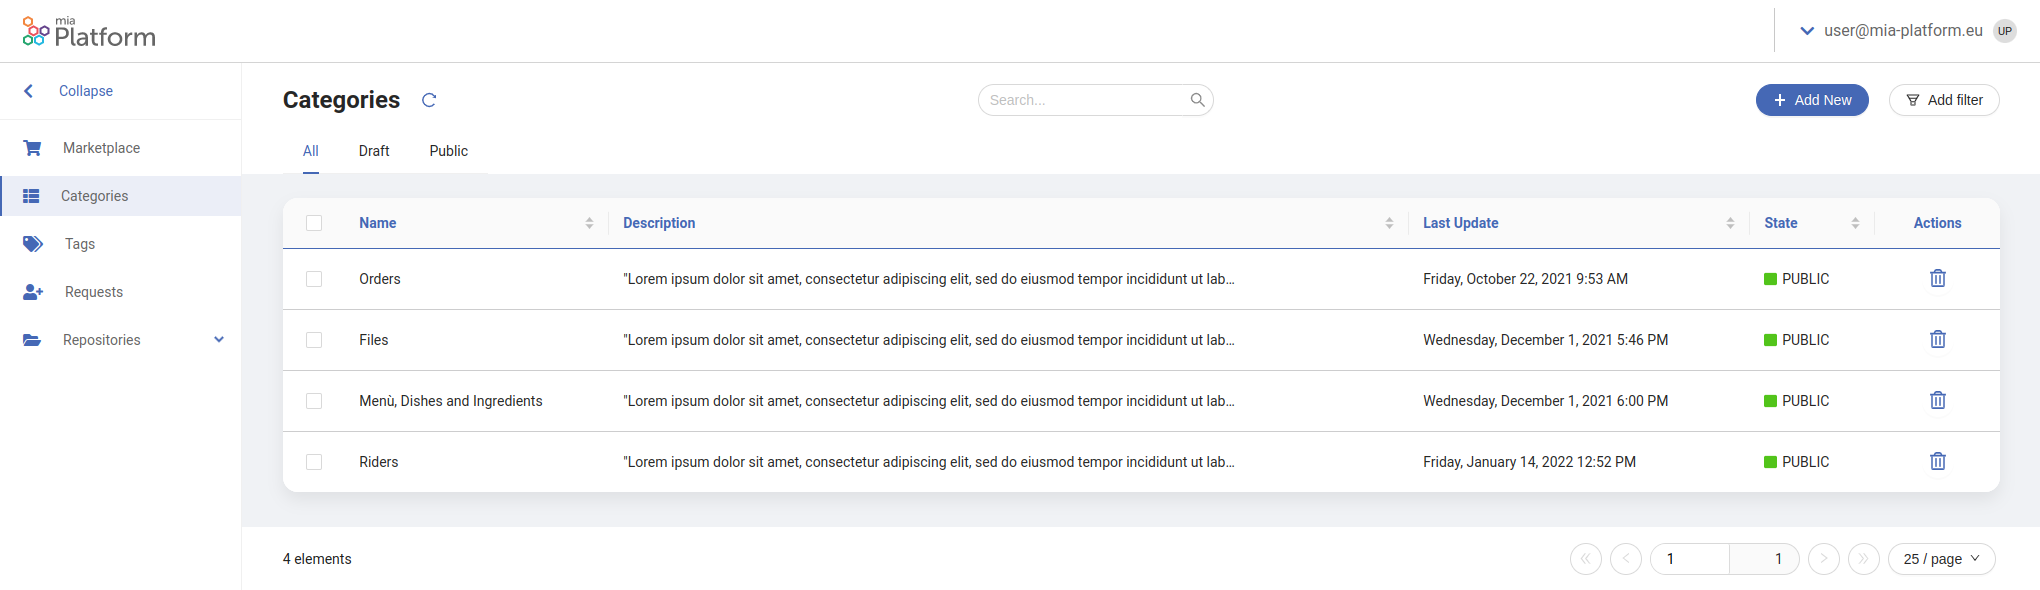 mia
Platform
user@mia-platform.eu UP
Collapse
Marketplace
Categories
Tags
Requests
Repositories
Categories
Search...
Add New
Add filter
All Draft Public
Name Description Last Update State Actions
Orders "Lorem ipsum dolor sit amet, consectetur adipiscing elit, sed do eiusmod tempor incididunt ut lab... Friday, October 22, 2021 9:53 AM PUBLIC
Files "Lorem ipsum dolor sit amet, consectetur adipiscing elit, sed do eiusmod tempor incididunt ut lab... Wednesday, December 1, 2021 5:46 PM PUBLIC
Menù, Dishes and Ingredients "Lorem ipsum dolor sit amet, consectetur adipiscing elit, sed do eiusmod tempor incididunt ut lab... Wednesday, December 1, 2021 6:00 PM PUBLIC
Riders "Lorem ipsum dolor sit amet, consectetur adipiscing elit, sed do eiusmod tempor incididunt ut lab... Friday, January 14, 2022 12:52 PM PUBLIC
4 elements
1 1 25 / page